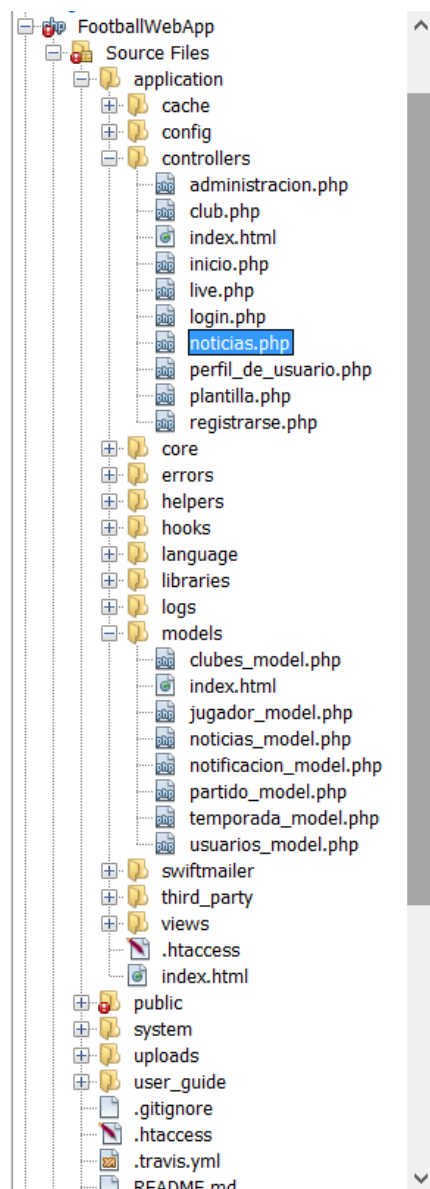 FootballWebApp
Source Files
application
cache
config
controllers
administracion.php
club.php
index.html
inicio.php
live.php
login.php
noticias.php
perfil_de_usuario.php
plantilla.php
registrarse.php
core
errors
helpers
hooks
language
libraries
logs
models
clubes_model.php
index.html
jugador_model.php
noticias_model.php
notificacion_model.php
partido_model.php
temporada_model.php
usuarios_model.php
swiftmailer
third_party
views
.htaccess
index.html
public
system
uploads
user_guide
.gitignore
.htaccess
.travis.yml
README.md